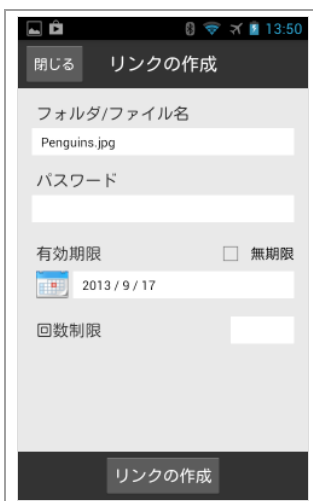 13:50
閉じる リンクの作成
フォルダ/ファイル名
Penguins.jpg
パスワード
有効期限 無期限
2013 / 9 / 17
回数制限
リンクの作成